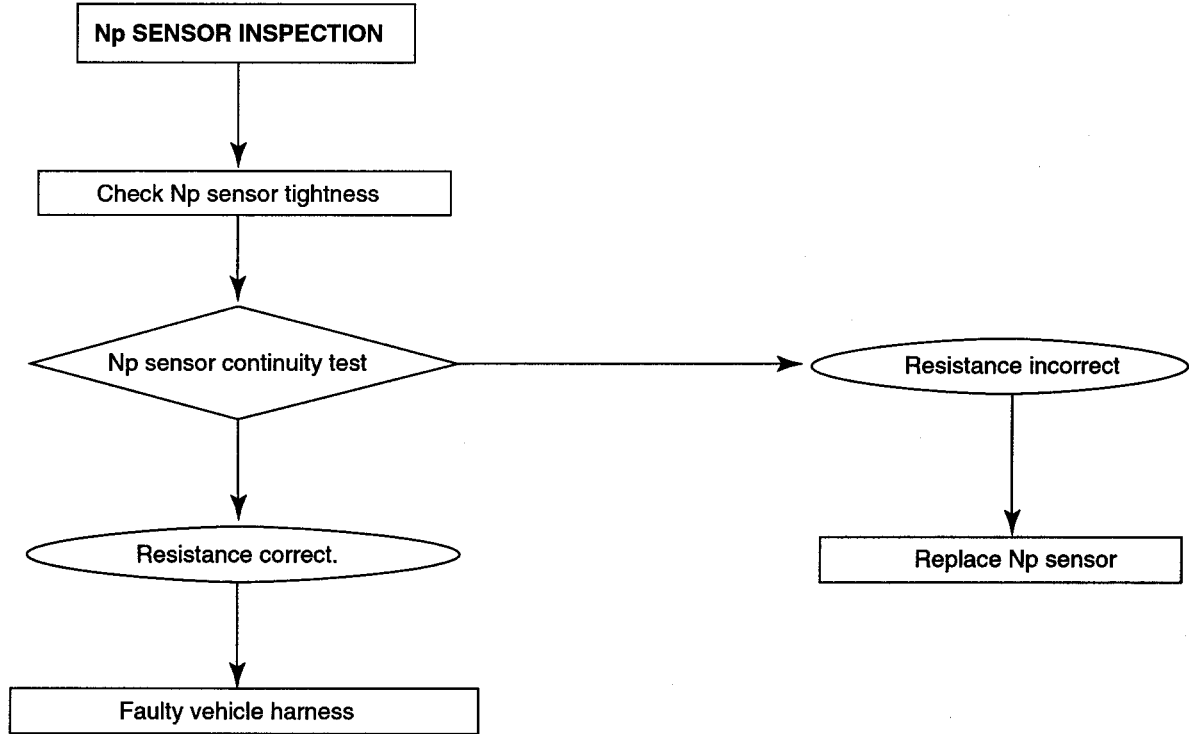 Np SENSOR INSPECTION
Check Np sensor tightness
Np sensor continuity test
Resistance incorrect
Resistance correct.
Replace Np sensor
Faulty vehicle harness